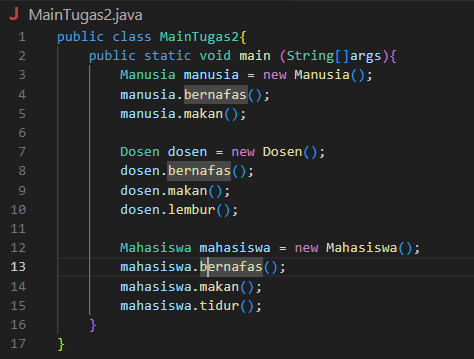 J MainTugas2.java
1 public class MainTugas2{
2 public static void main (String[]args){
3 Manusia manusia = new Manusia();
4 manusia.bernafas();
5 manusia.makan();
6
7 Dosen dosen = new Dosen();
8 dosen.bernafas();
9 dosen.makan();
10 dosen.lembur();
11
12 Mahasiswa mahasiswa = new Mahasiswa();
13 mahasiswa.bernafas();
14 mahasiswa.makan();
15 mahasiswa.tidur();
16 }
17 }